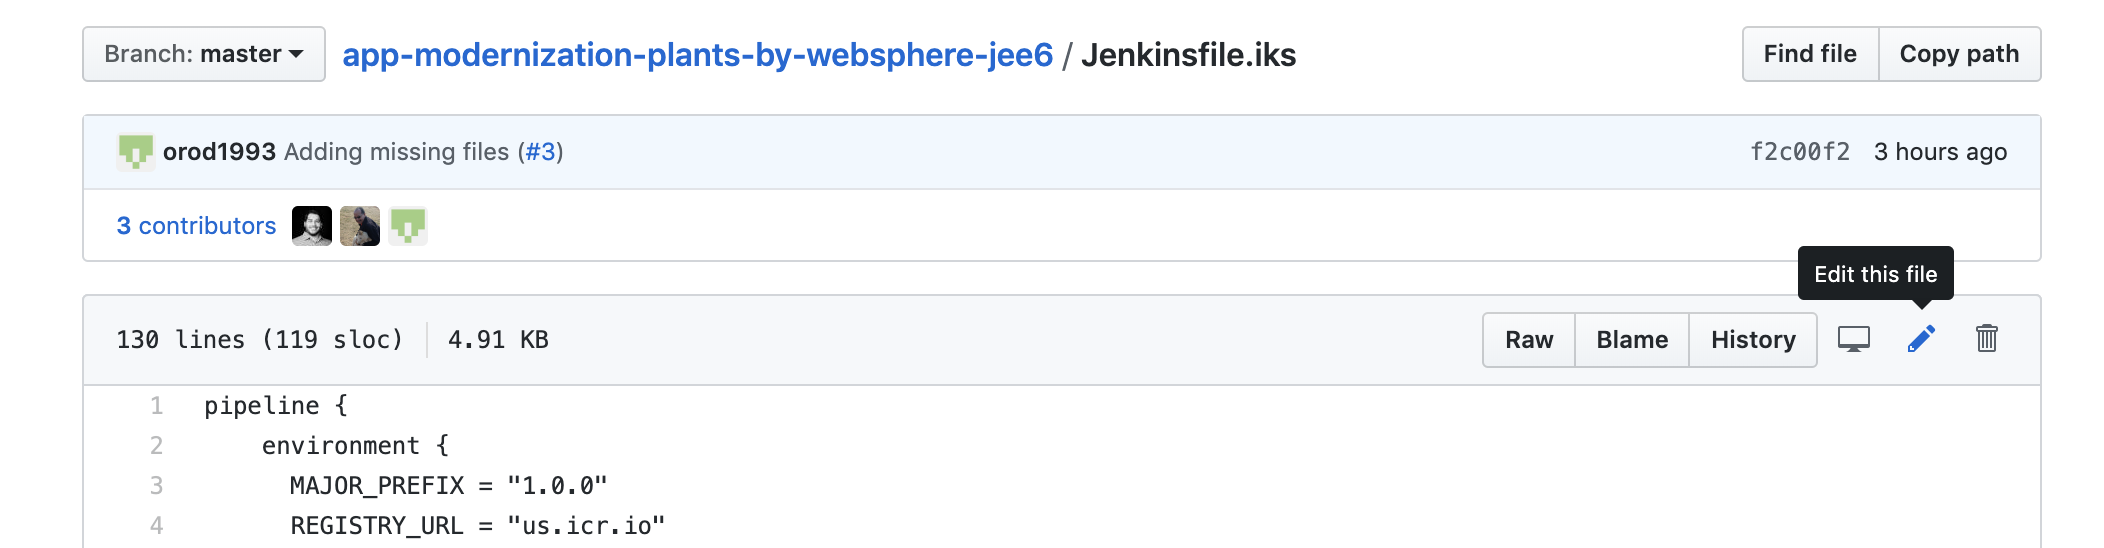 Branch: master app-modernization-plants-by-websphere-jee6 / Jenkinsfile.iks Find file Copy path
orod1993 Adding missing files (#3) f2c00f2 3 hours ago
3 contributors
Edit this file
130 lines (119 sloc) 4.91 KB Raw Blame History
1 pipeline {
2 environment {
3 MAJOR_PREFIX = "1.0.0"
4 REGISTRY_URL = "us.icr.io"